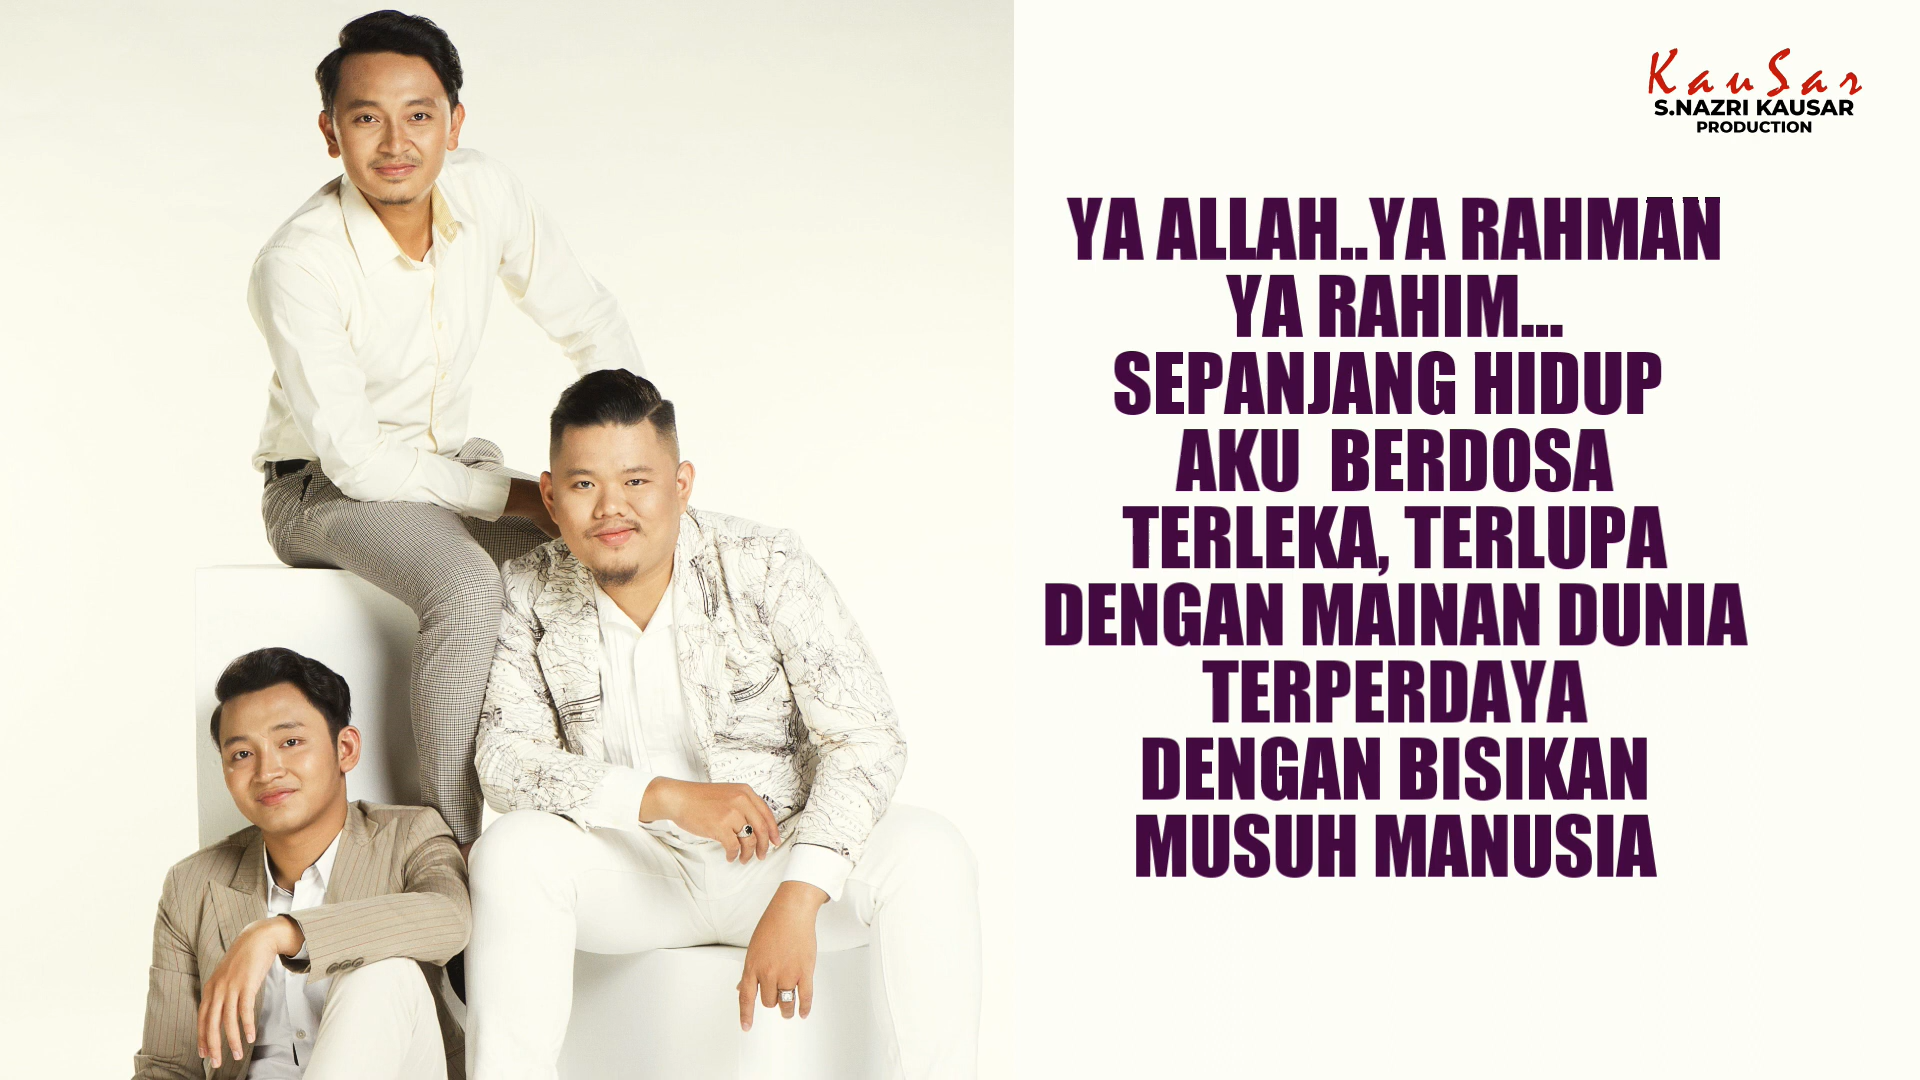 KauSar
S.NAZRI KAUSAR
PRODUCTION
YA ALLAH..YA RAHMAN
YA RAHIM...
SEPANJANG HIDUP
AKU BERDOSA
TERLEKA, TERLUPA
DENGAN MAINAN DUNIA
TERPERDAYA
DENGAN BISIKAN
MUSUH MANUSIA